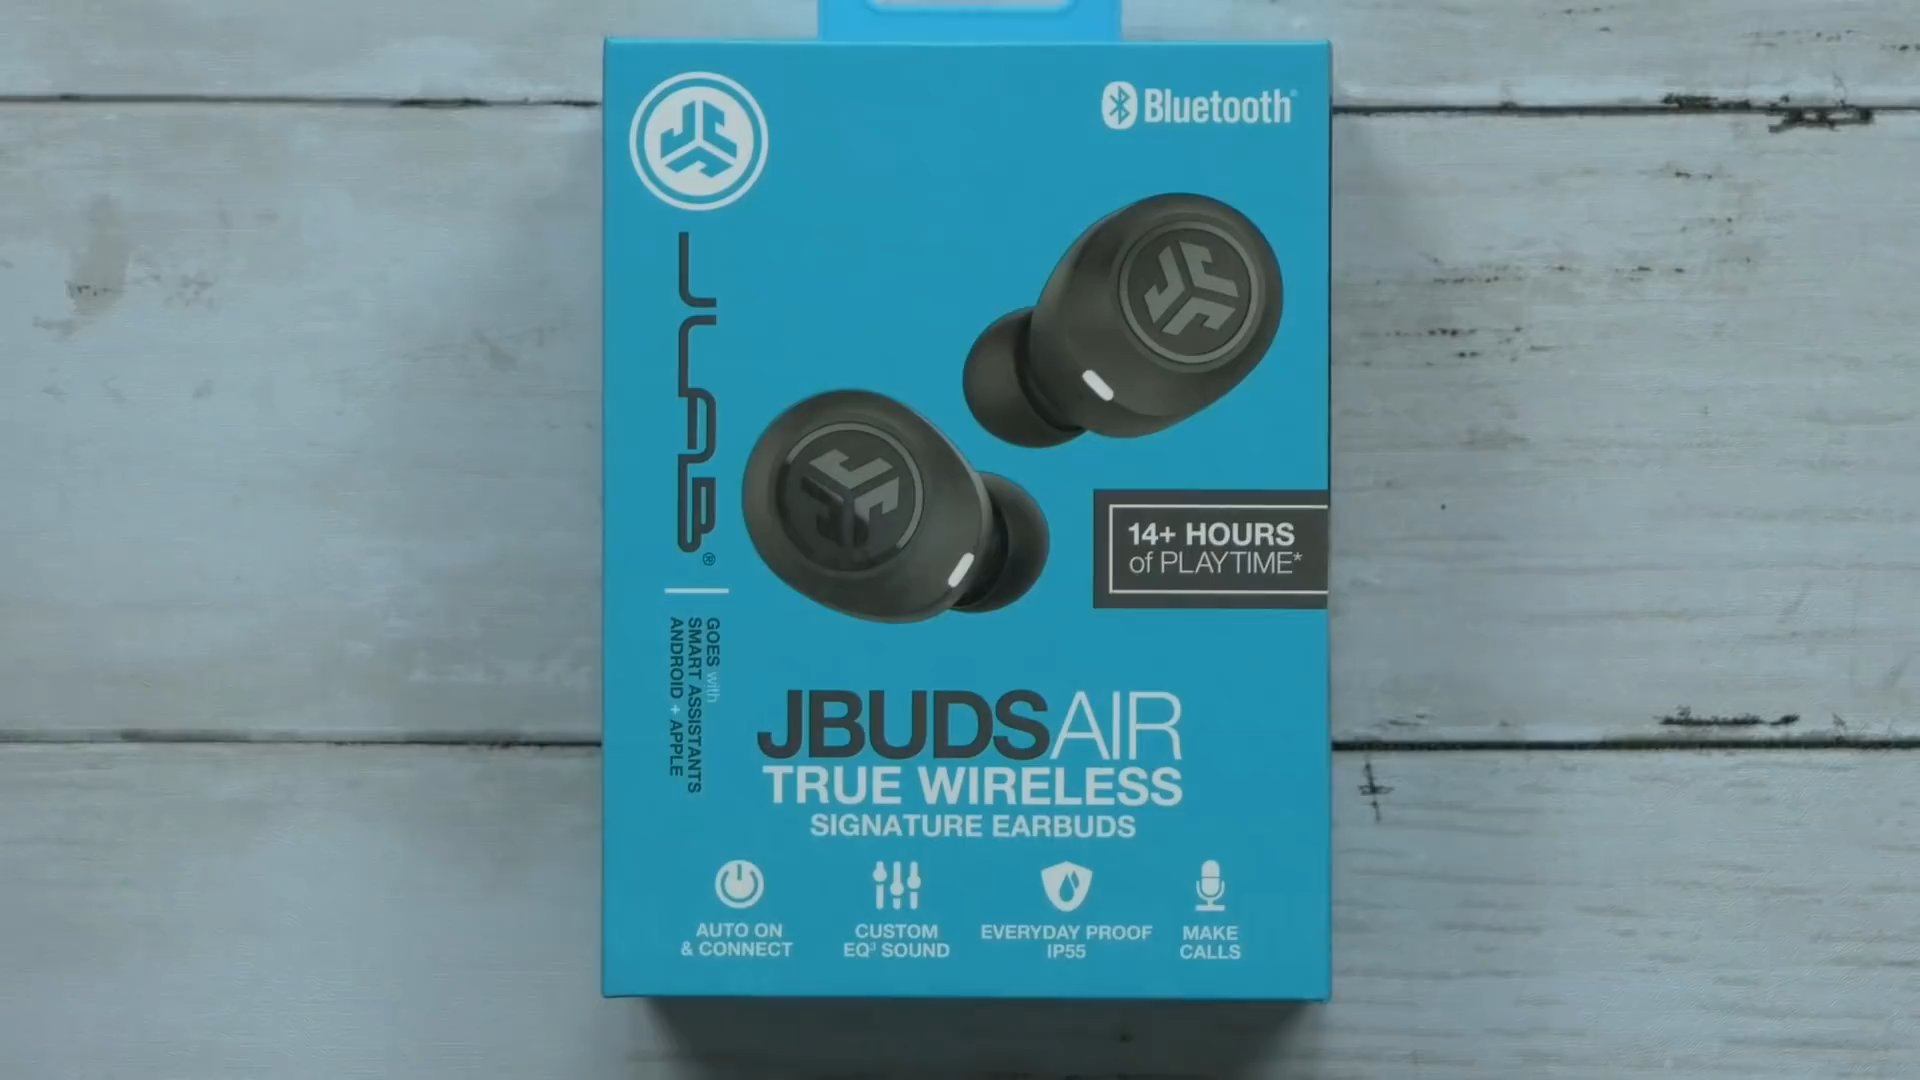 Bluetooth®
JLAB®
GOES with
SMART ASSISTANTS
ANDROID + APPLE
14+ HOURS
of PLAYTIME*
JBUDSAIR
TRUE WIRELESS
SIGNATURE EARBUDS
AUTO ON
& CONNECT
CUSTOM
EQ³ SOUND
EVERYDAY PROOF
IP55
MAKE
CALLS